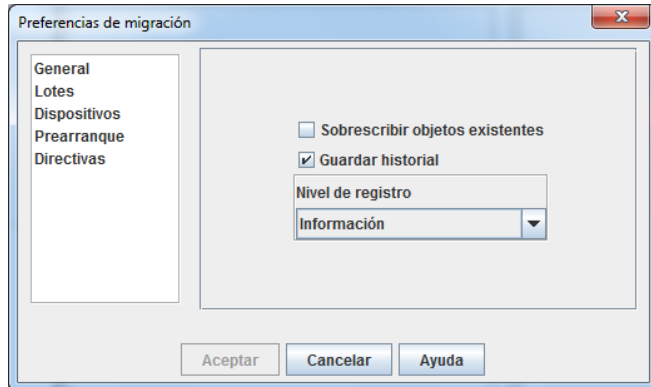 Preferencias de migración
General
Lotes
Dispositivos
Prearranque
Directivas
Sobrescribir objetos existentes
Guardar historial
Nivel de registro
Información
Aceptar
Cancelar
Ayuda